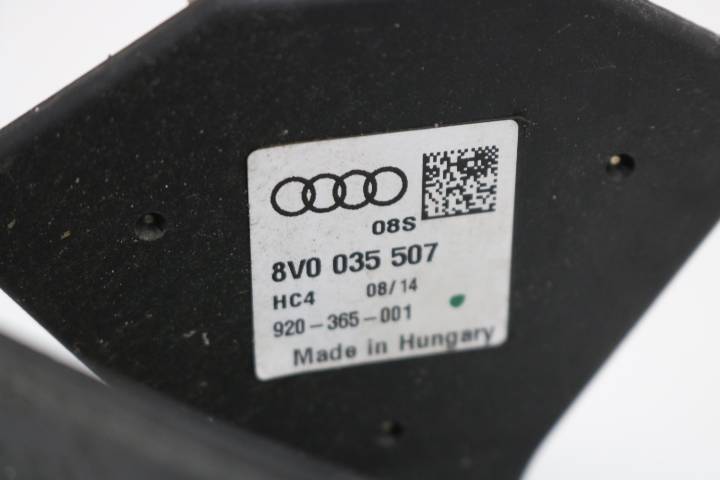 08S
8V0 035 507
HC4 08/14
920-365-001
Made in Hungary